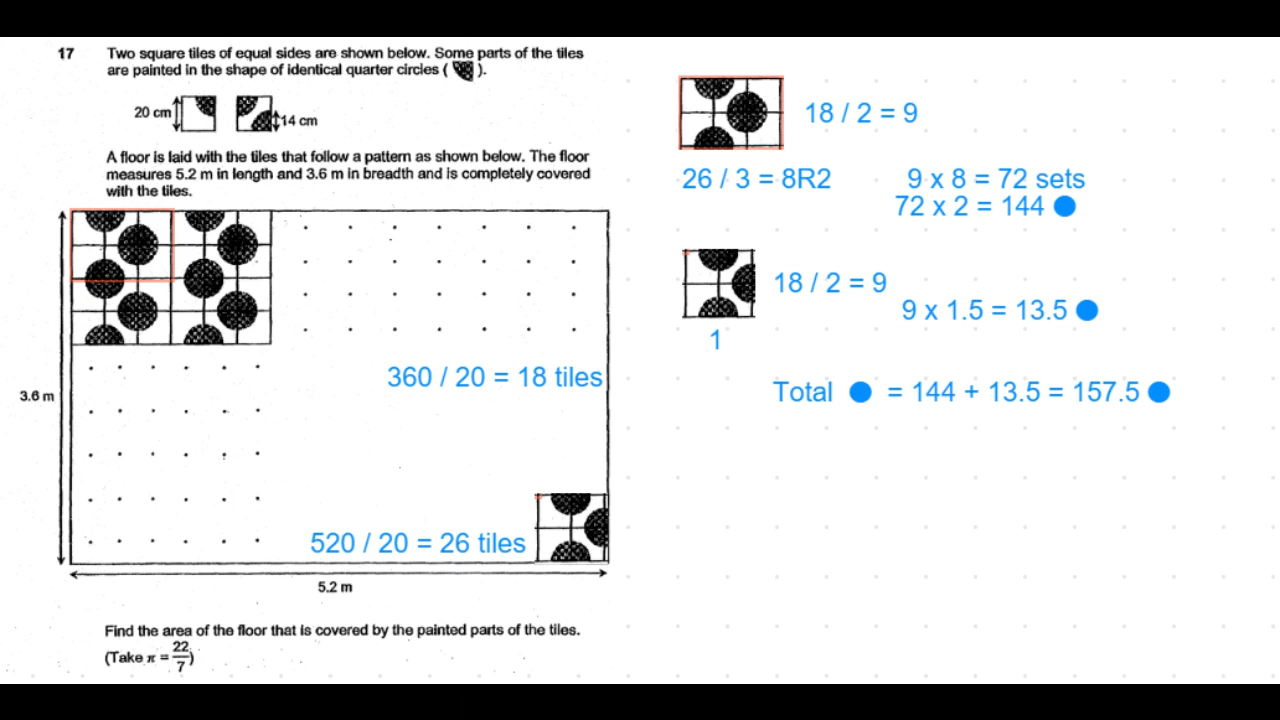 17 Two square tiles of equal sides are shown below. Some parts of the tiles
are painted in the shape of identical quarter circles ( ).
20 cm
14 cm
A floor is laid with the tiles that follow a pattern as shown below. The floor
measures 5.2 m in length and 3.6 m in breadth and is completely covered
with the tiles.
3.6 m
360 / 20 = 18 tiles
520 / 20 = 26 tiles
5.2 m
Find the area of the floor that is covered by the painted parts of the tiles.
(Take π = 22/7)
18 / 2 = 9
26 / 3 = 8R2
9 x 8 = 72 sets
72 x 2 = 144
18 / 2 = 9
9 x 1.5 = 13.5
1
Total = 144 + 13.5 = 157.5